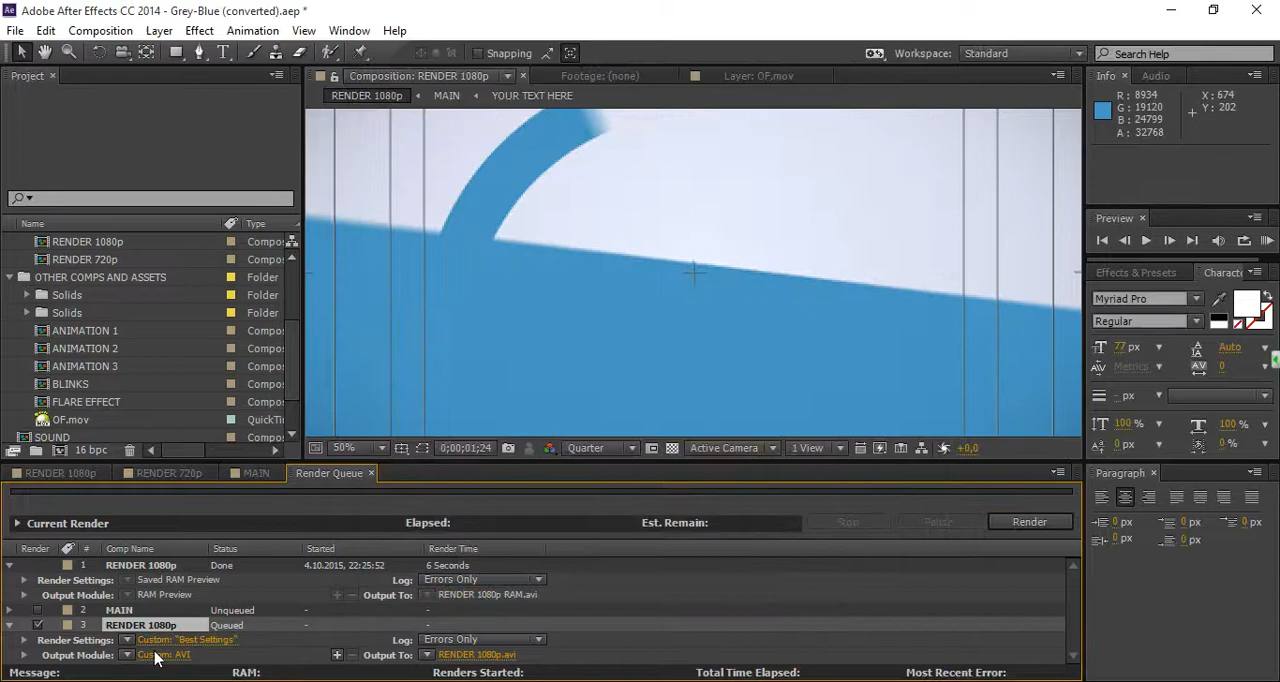 Adobe After Effects CC 2014 - Grey-Blue (converted).aep *
File Edit Composition Layer Effect Animation View Window Help
Snapping Workspace: Standard Search Help
Project Composition: RENDER 1080p Footage: (none) Layer: OF.mov Info Audio
RENDER 1080p MAIN YOUR TEXT HERE
R: 8934 X: 674
G: 19120 Y: 202
B: 24799
A: 32768
Name Type
Preview
RENDER 1080p Compo
RENDER 720p Compo
OTHER COMPS AND ASSETS Folder
Effects & Presets Characte
Solids Folder
Myriad Pro
Solids Folder
Regular
ANIMATION 1 Compo
ANIMATION 2 Compo
77 px Auto
ANIMATION 3 Compo
Metrics 0
BLINKS Compo
FLARE EFFECT Compo
- px
OF.mov QuickTi
100 % 100 %
SOUND Compo
0 px 0 %
16 bpc 50% 0;00;01;24 Quarter Active Camera 1 View +0,0
RENDER 1080p RENDER 720p MAIN Render Queue Paragraph
Current Render Elapsed: Est. Remain: Stop Pause Render
0 px 0 px 0 px
0 px 0 px
Render # Comp Name Status Started Render Time
1 RENDER 1080p Done 4.10.2015, 22:25:52 6 Seconds
Render Settings: Saved RAM Preview Log: Errors Only
Output Module: RAM Preview Output To: RENDER 1080p RAM.avi
2 MAIN Unqueued - -
3 RENDER 1080p Queued - -
Render Settings: Custom: "Best Settings" Log: Errors Only
Output Module: Custom: AVI Output To: RENDER 1080p.avi
Message: RAM: Renders Started: Total Time Elapsed: Most Recent Error: